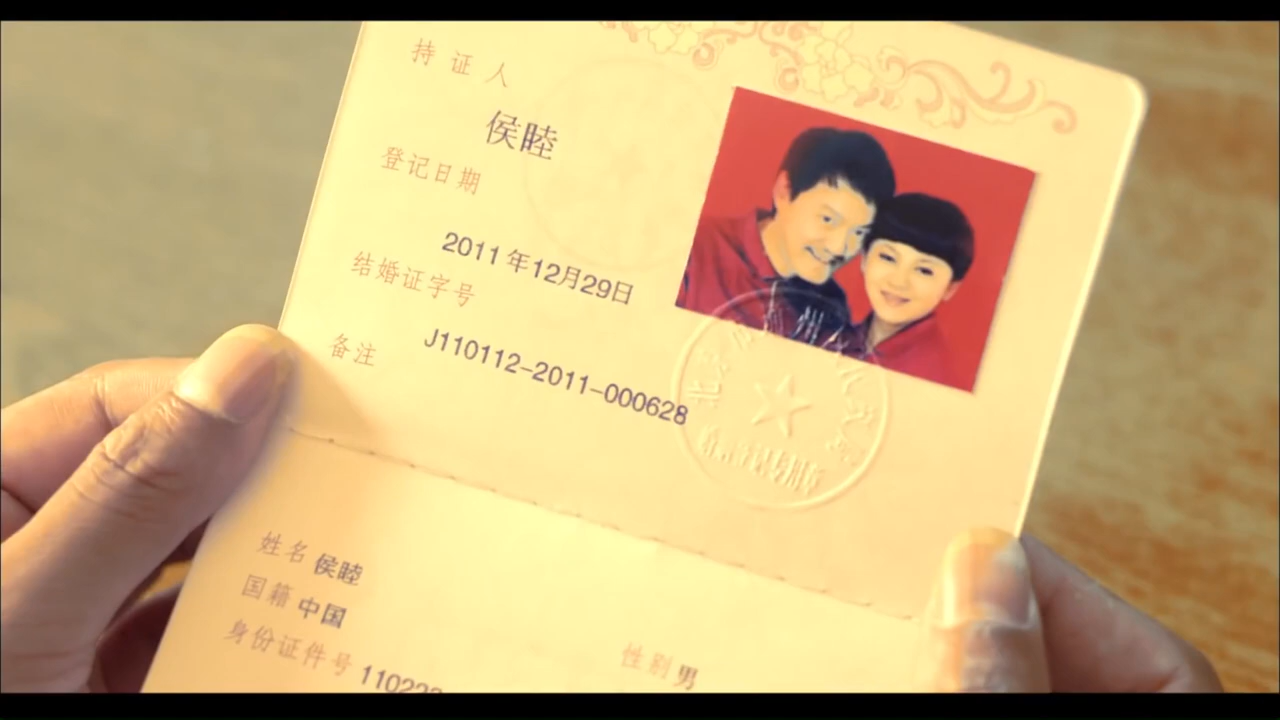 持证人
侯睦
登记日期
2011年12月29日
结婚证字号
J110112-2011-000628
备注
姓名 侯睦
国籍 中国
性别 男
身份证件号 110222